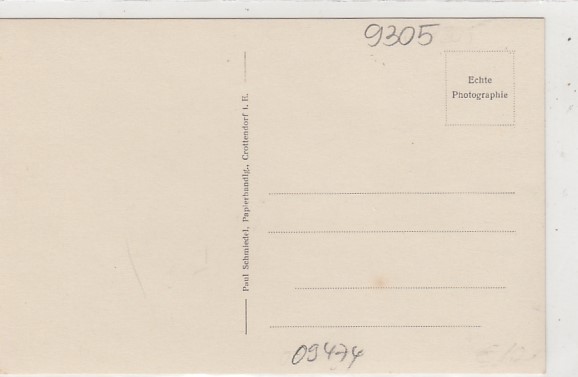 9305
Echte
Photographie
Paul Schmiedel, Papierhandlg., Crottendorf i. E.
09474